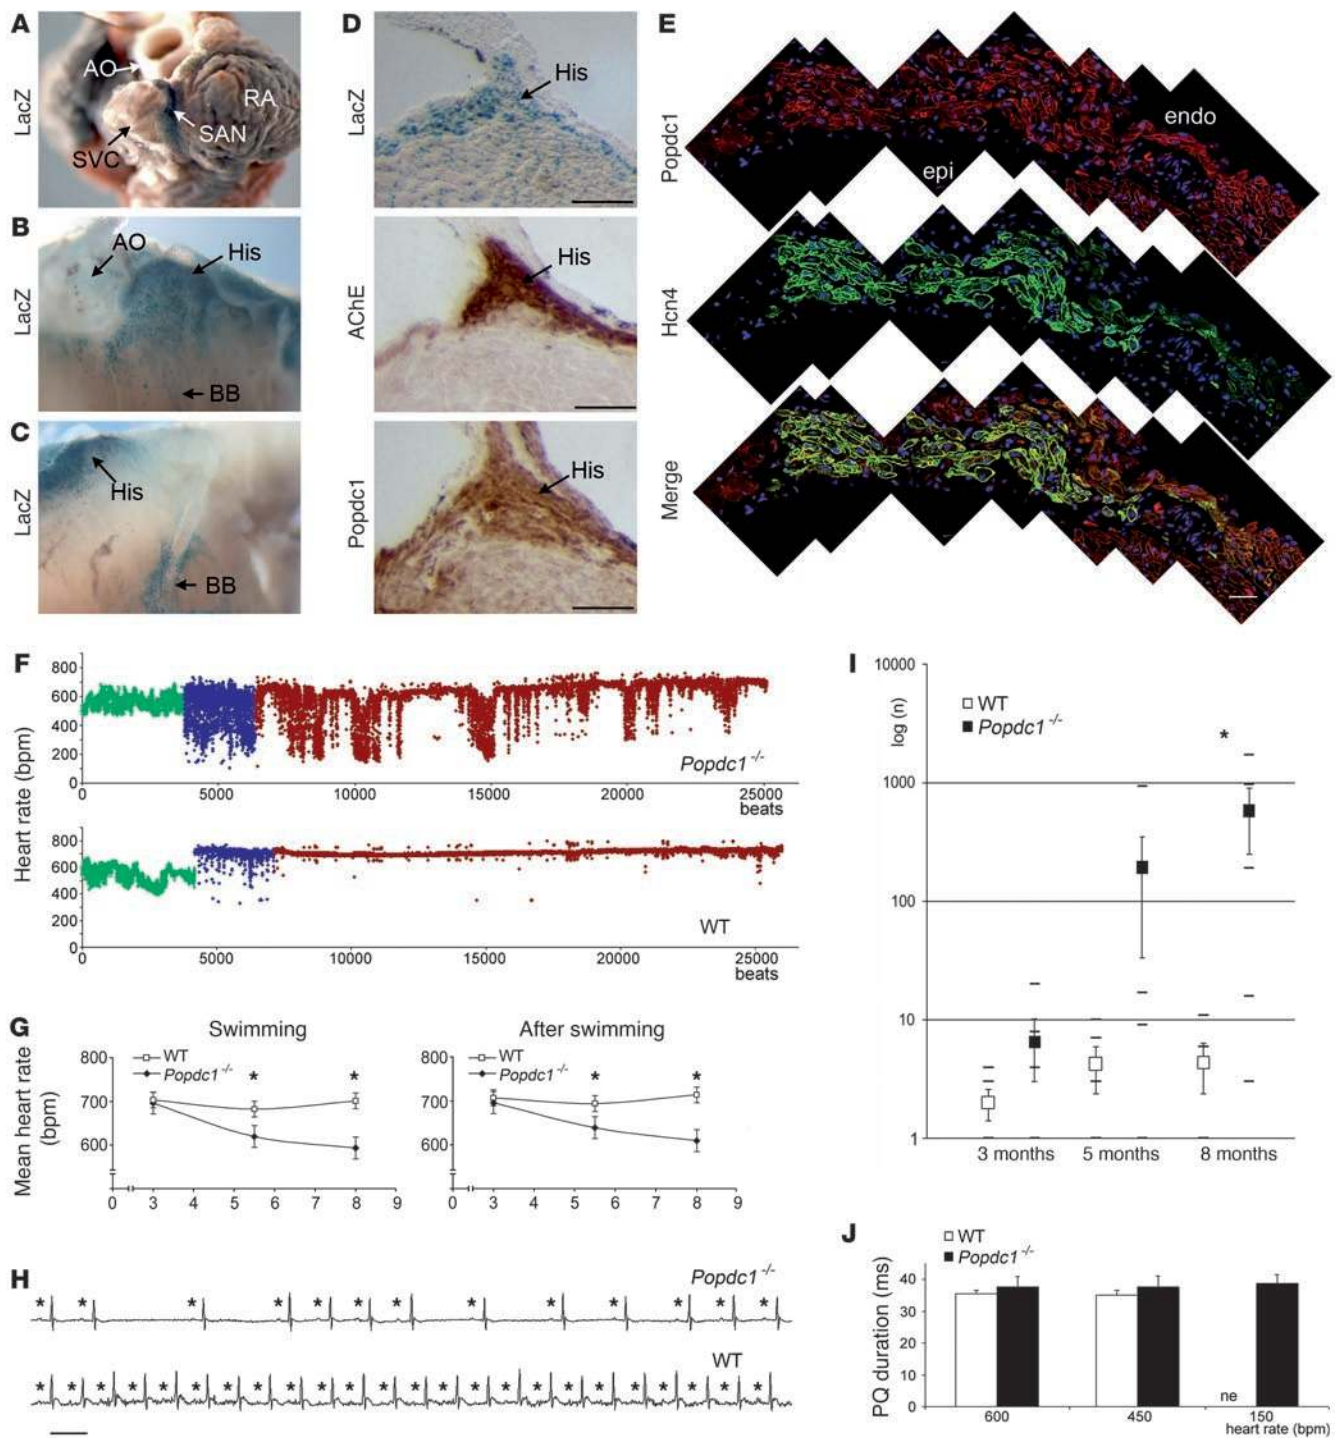 A
LacZ
AO
RA
SAN
SVC
B
LacZ
AO
His
BB
C
LacZ
His
BB
D
LacZ
His
AChE
His
Popdc1
His
E
Popdc1
endo
epi
Hcn4
Merge
F
Heart rate (bpm)
800
600
400
200
0
Popdc1 -/-
0 5000 10000 15000 20000 25000
beats
800
600
400
200
0
WT
0 5000 10000 15000 20000 25000
beats
G
Mean heart rate
(bpm)
Swimming
800
700
600
WT
Popdc1 -/-
* *
0 3 4 5 6 7 8 9
After swimming
800
700
600
WT
Popdc1 -/-
* *
0 3 4 5 6 7 8 9
H
Popdc1 -/-
* * * * * * * * * * * * *
WT
* * * * * * * * * * * * * * * * * * * * * * * *
I
log (n)
10000
1000
100
10
1
WT
Popdc1 -/-
*
3 months 5 months 8 months
J
WT
Popdc1 -/-
PQ duration (ms)
40
30
20
10
0
ne
600 450 150
heart rate (bpm)